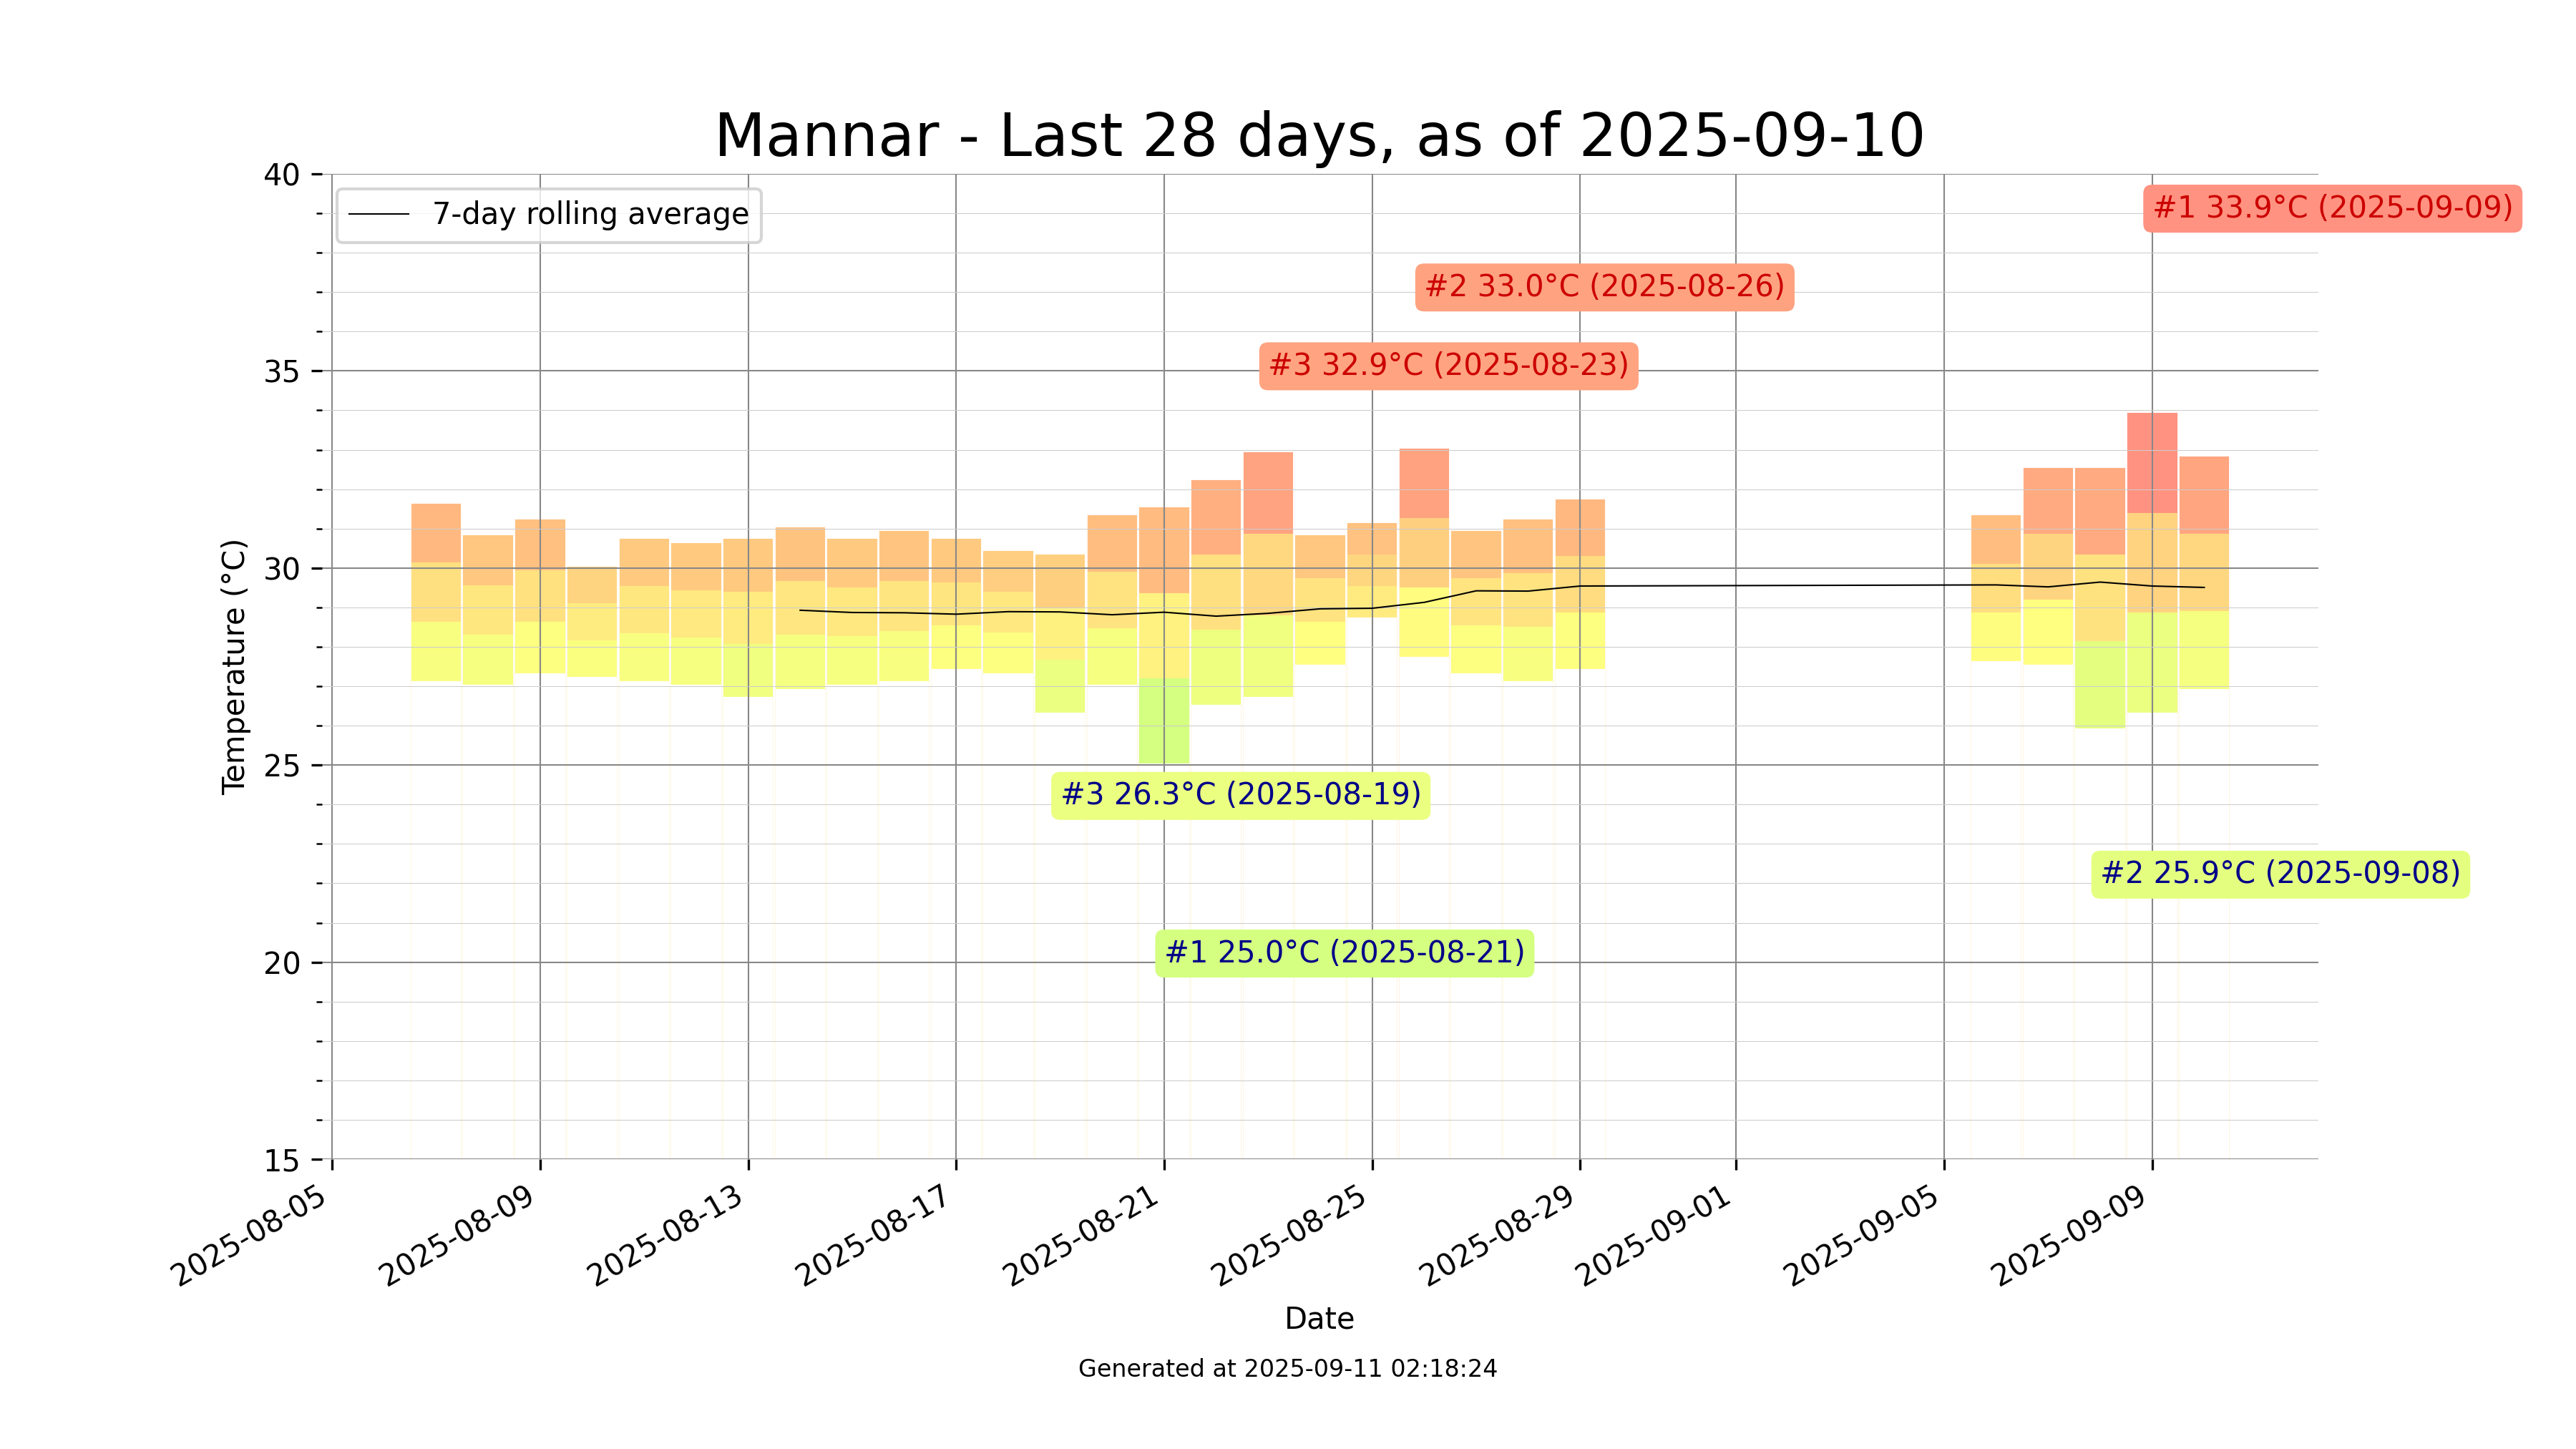 Mannar - Last 28 days, as of 2025-09-10
7-day rolling average
#1 33.9°C (2025-09-09)
#2 33.0°C (2025-08-26)
#3 32.9°C (2025-08-23)
#3 26.3°C (2025-08-19)
#2 25.9°C (2025-09-08)
#1 25.0°C (2025-08-21)
Temperature (°C)
40
35
30
25
20
15
2025-08-05
2025-08-09
2025-08-13
2025-08-17
2025-08-21
2025-08-25
2025-08-29
2025-09-01
2025-09-05
2025-09-09
Date
Generated at 2025-09-11 02:18:24